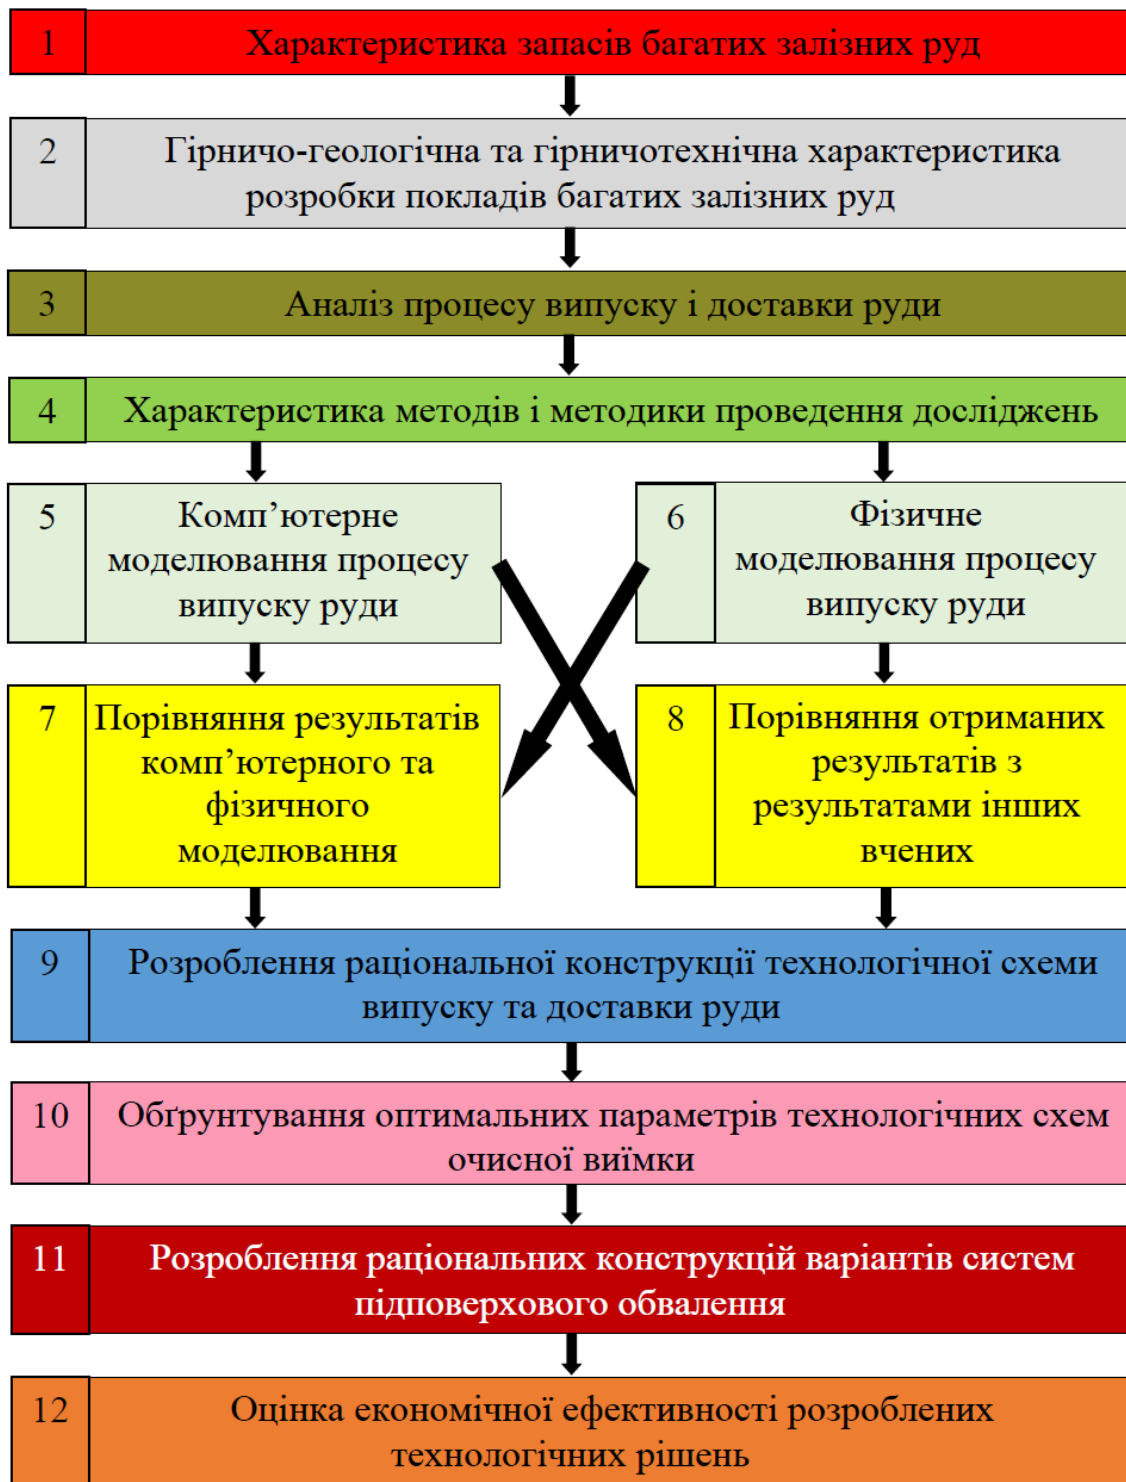 1 Характеристика запасів багатих залізних руд
2 Гірничо-геологічна та гірничотехнічна характеристика
розробки покладів багатих залізних руд
3 Аналіз процесу випуску і доставки руди
4 Характеристика методів і методики проведення досліджень
5 Комп’ютерне
моделювання процесу
випуску руди
6 Фізичне
моделювання процесу
випуску руди
7 Порівняння результатів
комп’ютерного та
фізичного
моделювання
8 Порівняння отриманих
результатів з
результатами інших
вчених
9 Розроблення раціональної конструкції технологічної схеми
випуску та доставки руди
10 Обґрунтування оптимальних параметрів технологічних схем
очисної виїмки
11 Розроблення раціональних конструкцій варіантів систем
підповерхового обвалення
12 Оцінка економічної ефективності розроблених
технологічних рішень